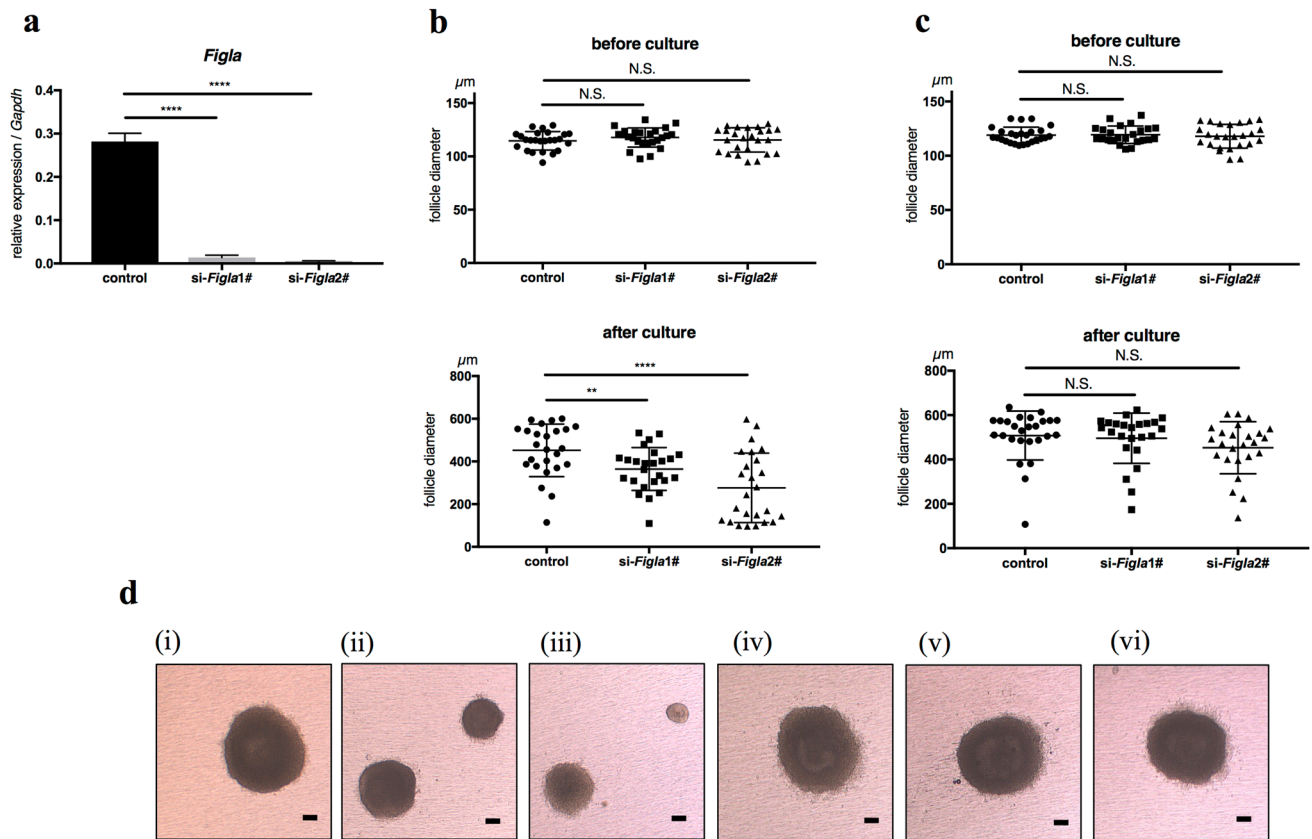 a
Figla
relative expression / Gapdh
0.4
0.3
0.2
0.1
0.0
****
****
control
si-Figla1#
si-Figla2#
b
before culture
µm
follicle diameter
150
100
50
0
N.S.
N.S.
control
si-Figla1#
si-Figla2#
after culture
µm
follicle diameter
800
600
400
200
0
****
**
control
si-Figla1#
si-Figla2#
c
before culture
µm
follicle diameter
150
100
50
0
N.S.
N.S.
control
si-Figla1#
si-Figla2#
after culture
µm
follicle diameter
800
600
400
200
0
N.S.
N.S.
control
si-Figla1#
si-Figla2#
d
(i)
(ii)
(iii)
(iv)
(v)
(vi)